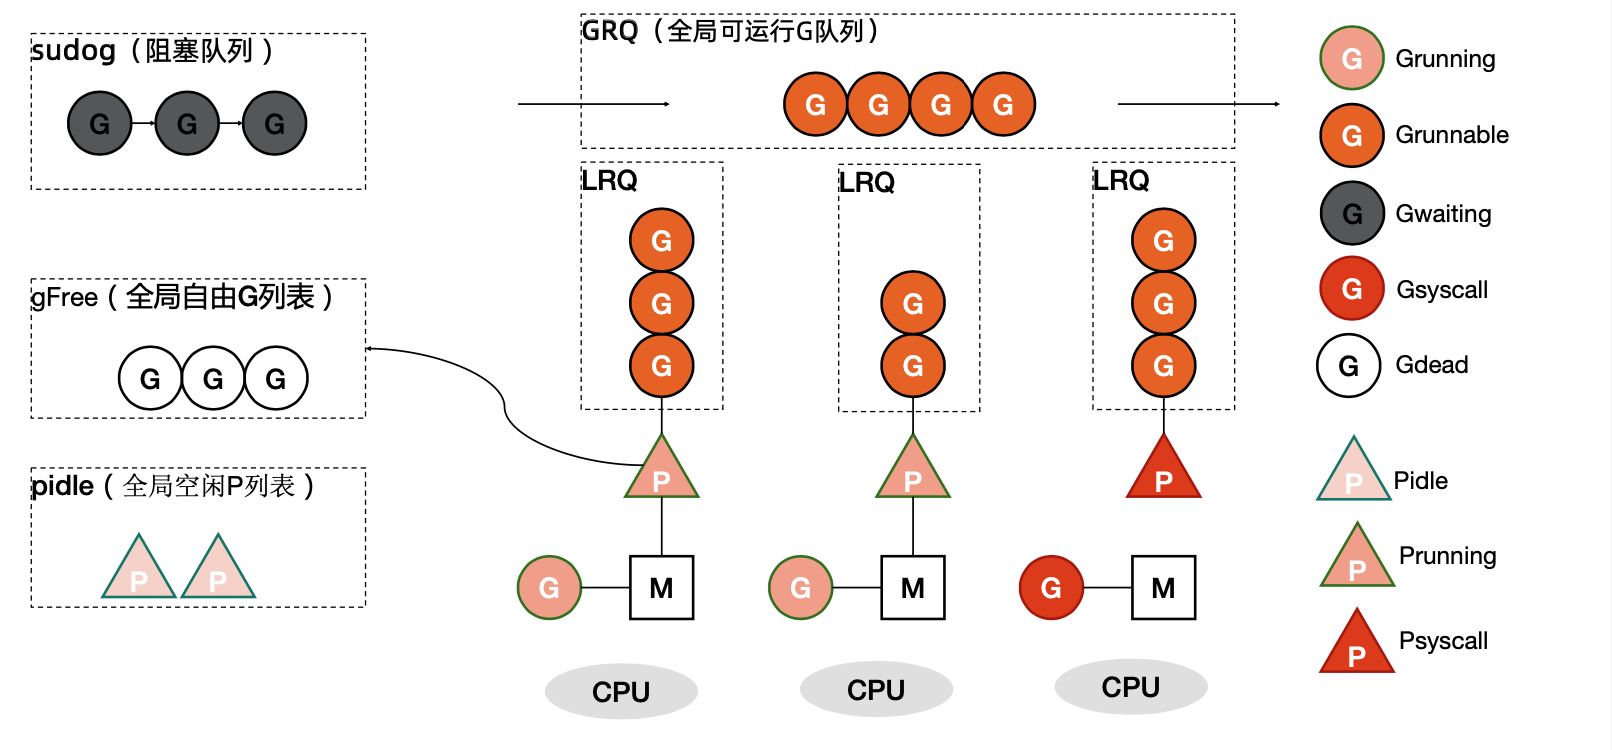 sudog（阻塞队列 ）
G G G
GRQ（全局可运行G队列）
G G G G
LRQ
G
G
G
P
G M
CPU
LRQ
G
G
P
G M
CPU
LRQ
G
G
G
P
G M
CPU
gFree（全局自由G列表 ）
G G G
pidle（ 全局空闲P列表 ）
P P
G Grunning
G Grunnable
G Gwaiting
G Gsyscall
G Gdead
P Pidle
P Prunning
P Psyscall